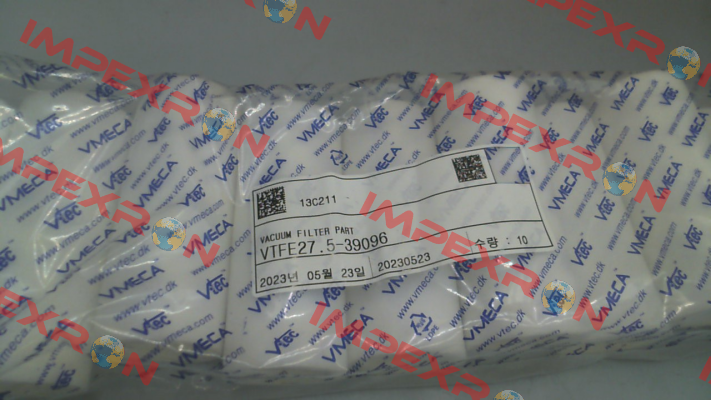 13C211
VACUUM FILTER PART
VTFE27.5-39096
수량 : 10
2023년 05월 23일 20230523
VMECA
Vtec
www.vmeca.com
www.vtec.dk
IMPEXRON